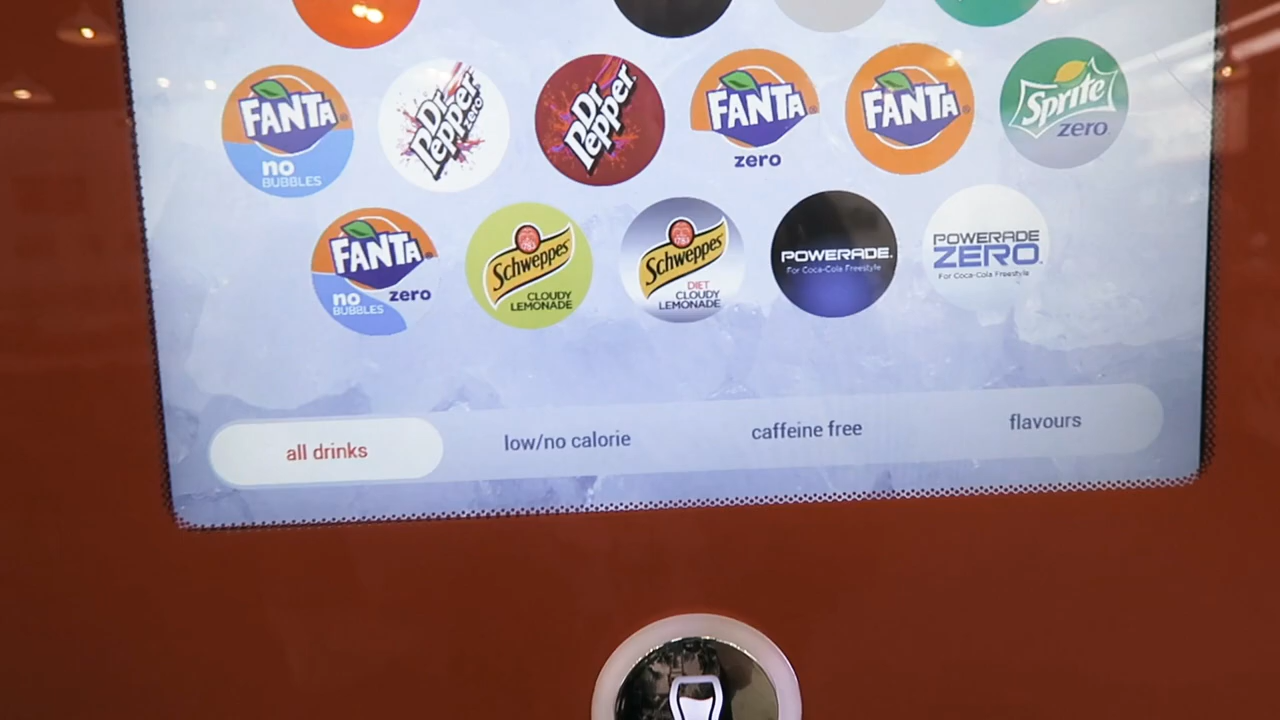 FANTA
no
BUBBLES
Dr
Pepper
zero
Dr
Pepper
FANTA
zero
FANTA
Sprite
zero
FANTA
no zero
BUBBLES
1783
Schweppes
CLOUDY
LEMONADE
1783
Schweppes
DIET
CLOUDY
LEMONADE
POWERADE
For Coca-Cola Freestyle
POWERADE
ZERO
For Coca-Cola Freestyle
all drinks
low/no calorie
caffeine free
flavours